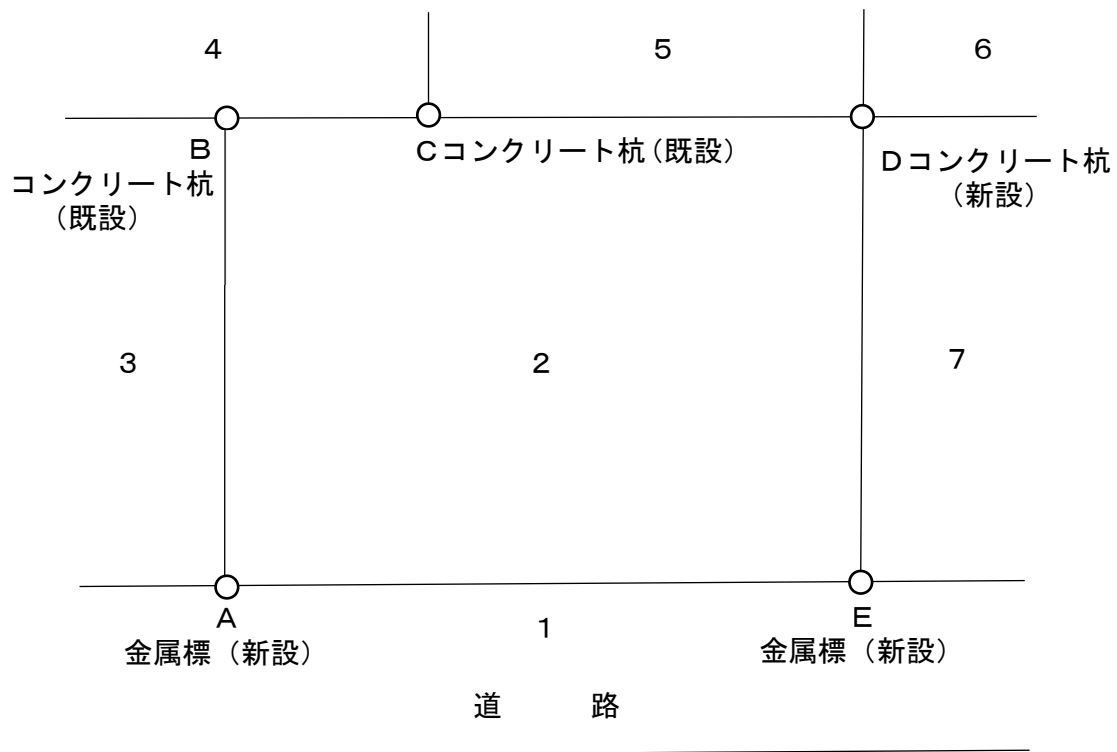 4
5
6
B
コンクリート杭
（既設）
Cコンクリート杭（既設）
Dコンクリート杭
（新設）
3
2
7
A
金属標（新設）
1
E
金属標（新設）
道　　路